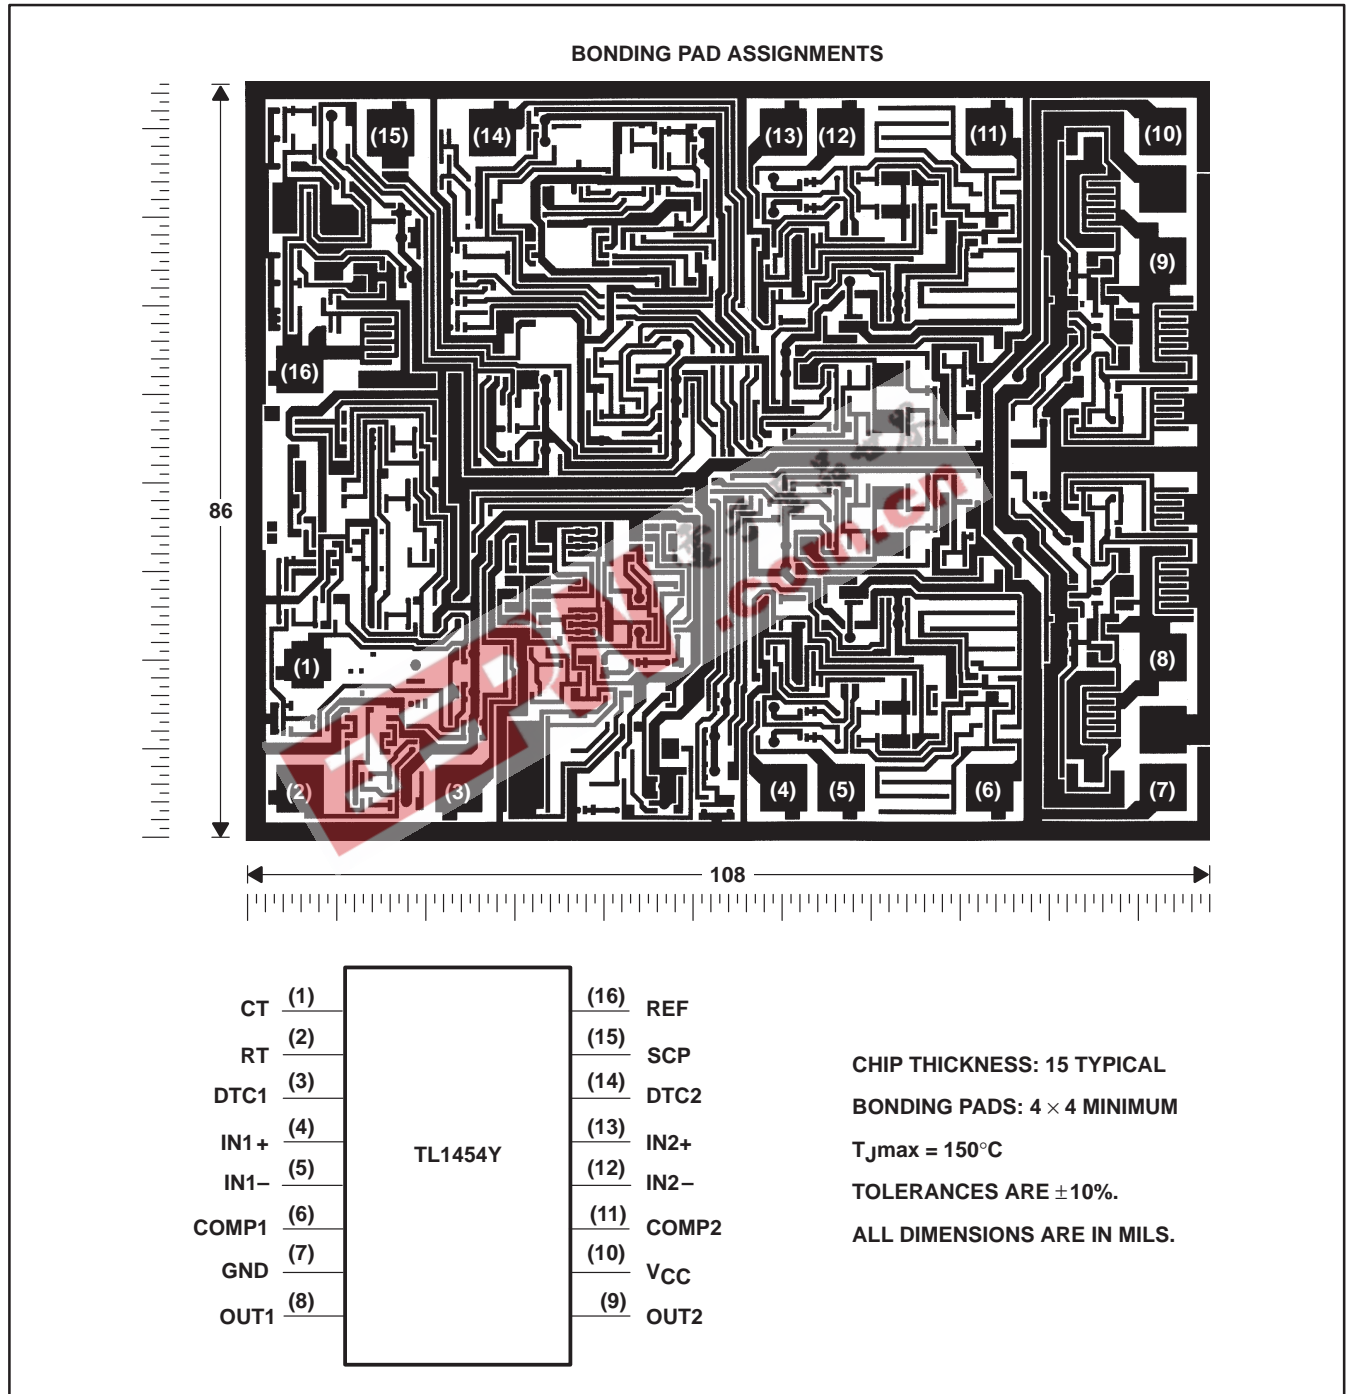 BONDING PAD ASSIGNMENTS
(15) (14) (13) (12) (11) (10)
(9)
(16)
86
(1)
(8)
(2) (3) (4) (5) (6) (7)
EEPW .com.cn
108
CT (1)
RT (2)
DTC1 (3)
IN1+ (4)
IN1− (5)
COMP1 (6)
GND (7)
OUT1 (8)
TL1454Y
(16) REF
(15) SCP
(14) DTC2
(13) IN2+
(12) IN2−
(11) COMP2
(10) VCC
(9) OUT2
CHIP THICKNESS: 15 TYPICAL
BONDING PADS: 4 × 4 MINIMUM
TJmax = 150°C
TOLERANCES ARE ±10%.
ALL DIMENSIONS ARE IN MILS.